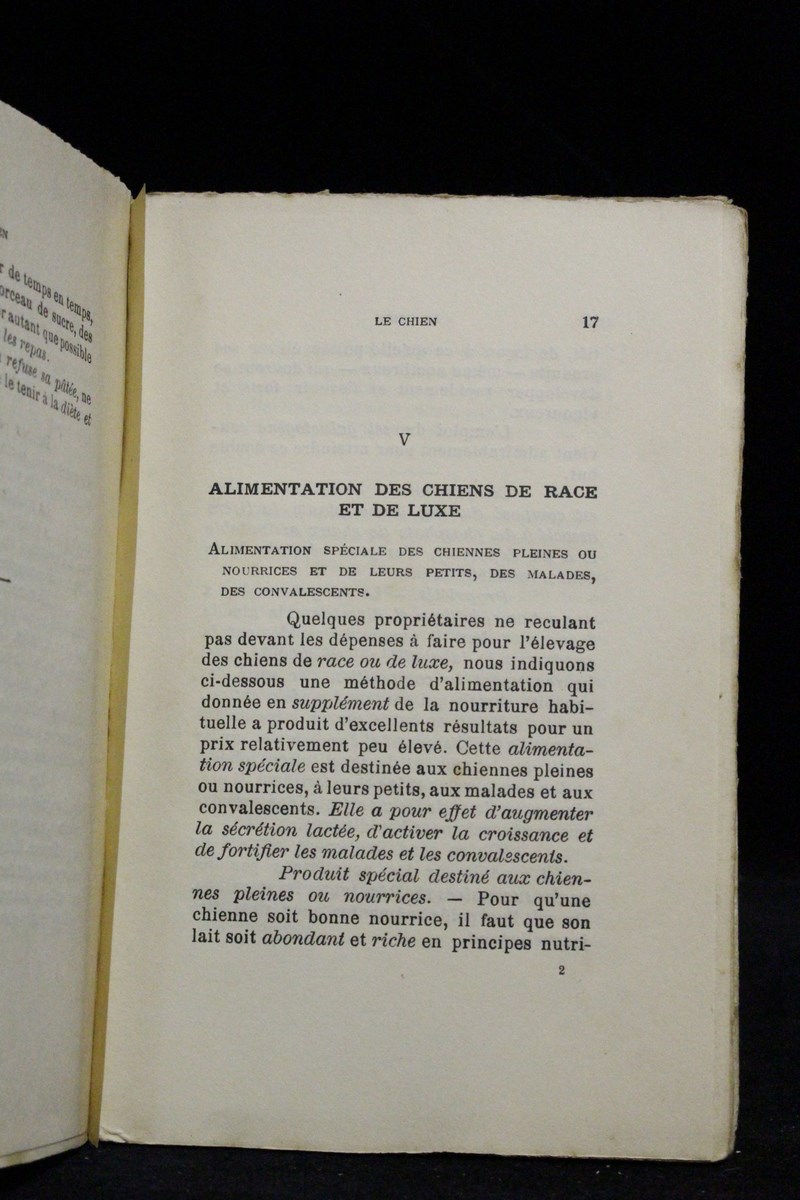 r de temps en temps,
orceau de sucre, des
r autant que possible
les repas.
refuse sa pâtée, ne
le tenir à la diète et
LE CHIEN 17
V
ALIMENTATION DES CHIENS DE RACE
ET DE LUXE
ALIMENTATION SPÉCIALE DES CHIENNES PLEINES OU
NOURRICES ET DE LEURS PETITS, DES MALADES,
DES CONVALESCENTS.
Quelques propriétaires ne reculant
pas devant les dépenses à faire pour l'élevage
des chiens de race ou de luxe, nous indiquons
ci-dessous une méthode d'alimentation qui
donnée en supplément de la nourriture habi-
tuelle a produit d'excellents résultats pour un
prix relativement peu élevé. Cette alimenta-
tion spéciale est destinée aux chiennes pleines
ou nourrices, à leurs petits, aux malades et aux
convalescents. Elle a pour effet d'augmenter
la sécrétion lactée, d'activer la croissance et
de fortifier les malades et les convalescents.
Produit spécial destiné aux chien-
nes pleines ou nourrices. — Pour qu'une
chienne soit bonne nourrice, il faut que son
lait soit abondant et riche en principes nutri-
2